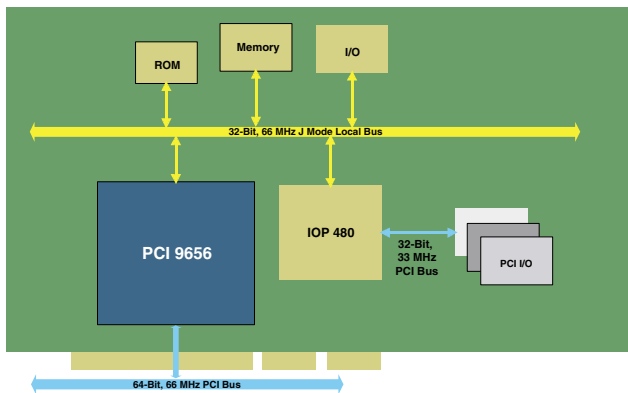 ROM
Memory
I/O
32-Bit, 66 MHz J Mode Local Bus
PCI 9656
IOP 480
32-Bit,
33 MHz
PCI Bus
PCI I/O
64-Bit, 66 MHz PCI Bus